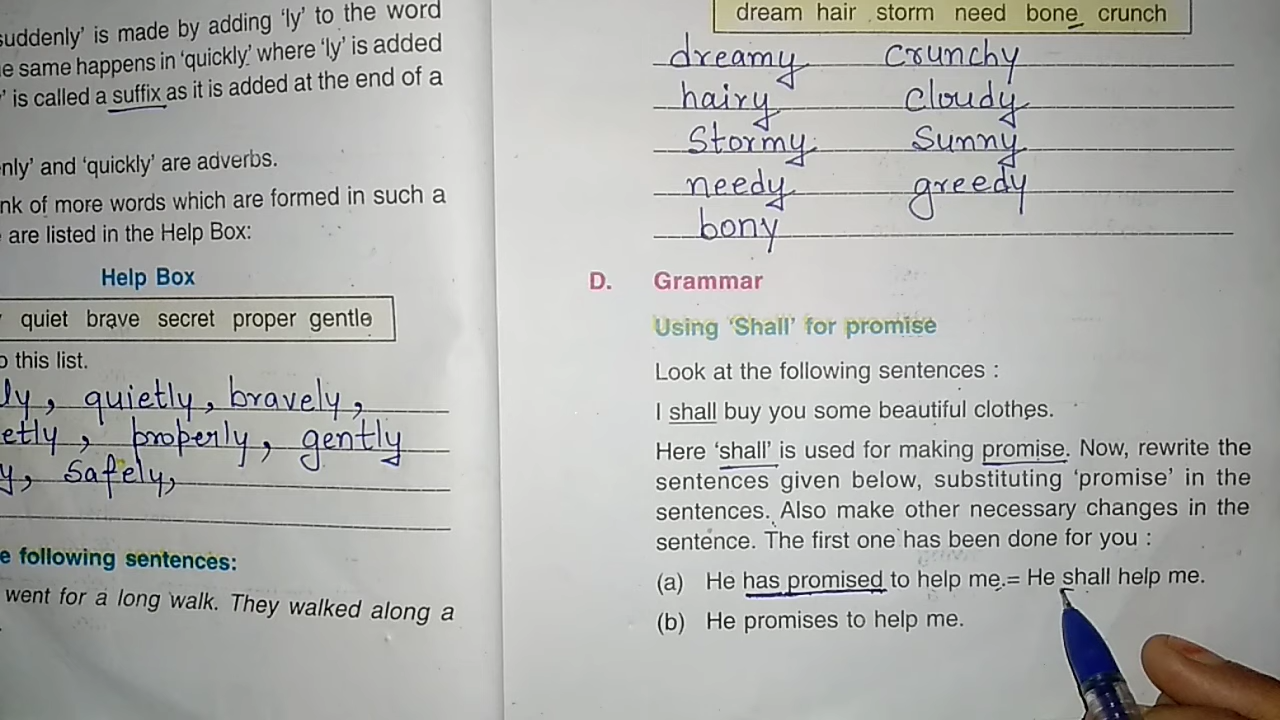 suddenly' is made by adding 'ly' to the word
e same happens in 'quickly' where 'ly' is added
' is called a suffix as it is added at the end of a
nly' and 'quickly' are adverbs.
nk of more words which are formed in such a
are listed in the Help Box:
Help Box
quiet brave secret proper gentle
o this list.
ly, quietly, bravely,
etly, properly, gently
y, safely,
e following sentences:
went for a long walk. They walked along a
dream hair storm need bone crunch
dreamy crunchy
hairy cloudy
Stormy Sunny
needy greedy
bony
D. Grammar
Using 'Shall' for promise
Look at the following sentences :
I shall buy you some beautiful clothes.
Here 'shall' is used for making promise. Now, rewrite the
sentences given below, substituting 'promise' in the
sentences. Also make other necessary changes in the
sentence. The first one has been done for you :
(a) He has promised to help me.= He shall help me.
(b) He promises to help me.